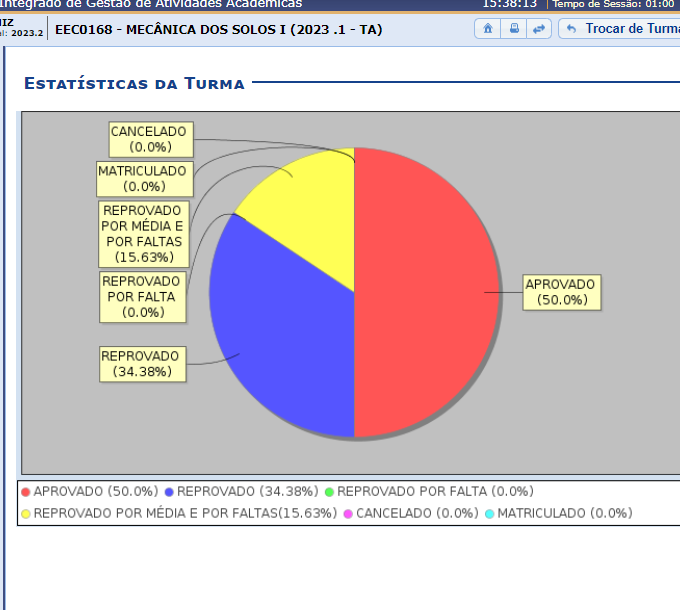 Integrado de Gestão de Atividades Acadêmicas 15:38:13 Tempo de Sessão: 01:00
IZ
al: 2023.2
EEC0168 - MECÂNICA DOS SOLOS I (2023 .1 - TA)
Trocar de Turma
ESTATÍSTICAS DA TURMA
CANCELADO
(0.0%)
MATRICULADO
(0.0%)
REPROVADO
POR MÉDIA E
POR FALTAS
(15.63%)
REPROVADO
POR FALTA
(0.0%)
REPROVADO
(34.38%)
APROVADO
(50.0%)
APROVADO (50.0%) REPROVADO (34.38%) REPROVADO POR FALTA (0.0%)
REPROVADO POR MÉDIA E POR FALTAS(15.63%) CANCELADO (0.0%) MATRICULADO (0.0%)